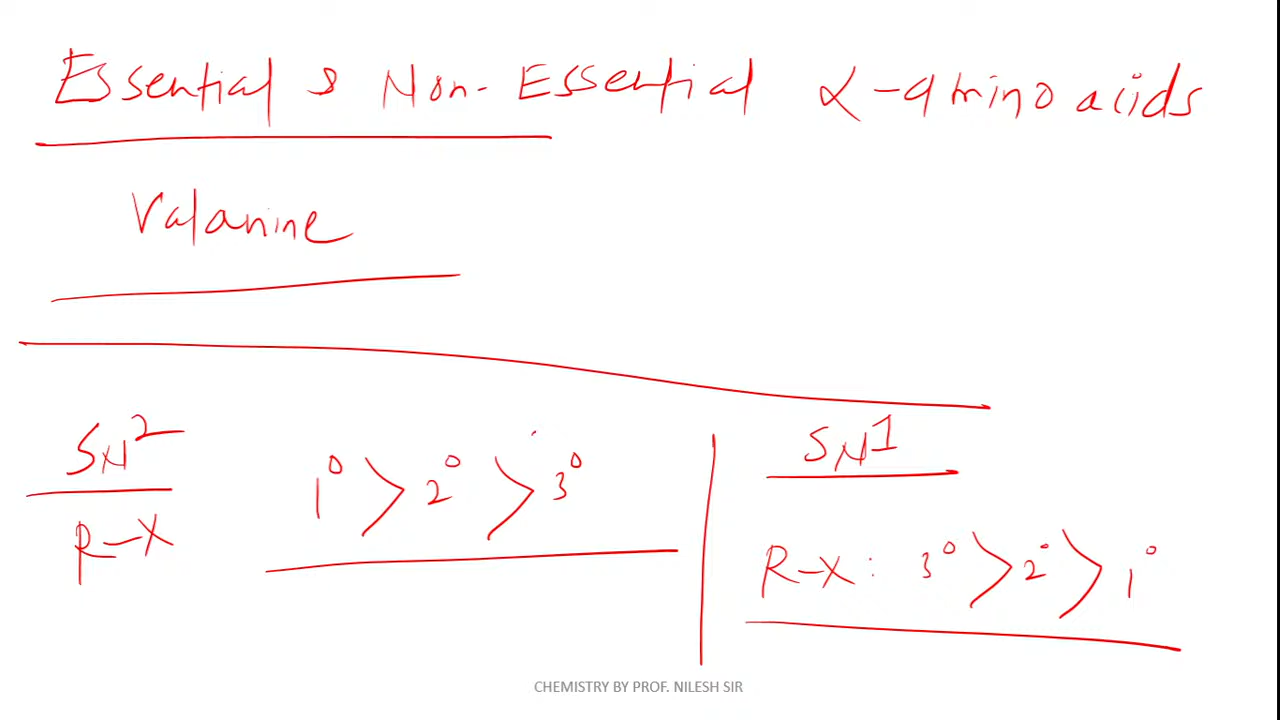 Essential & Non-Essential α-amino acids
Valanine
SN2
R-X
1° > 2° > 3°
SN1
R-X: 3° > 2° > 1°
CHEMISTRY BY PROF. NILESH SIR